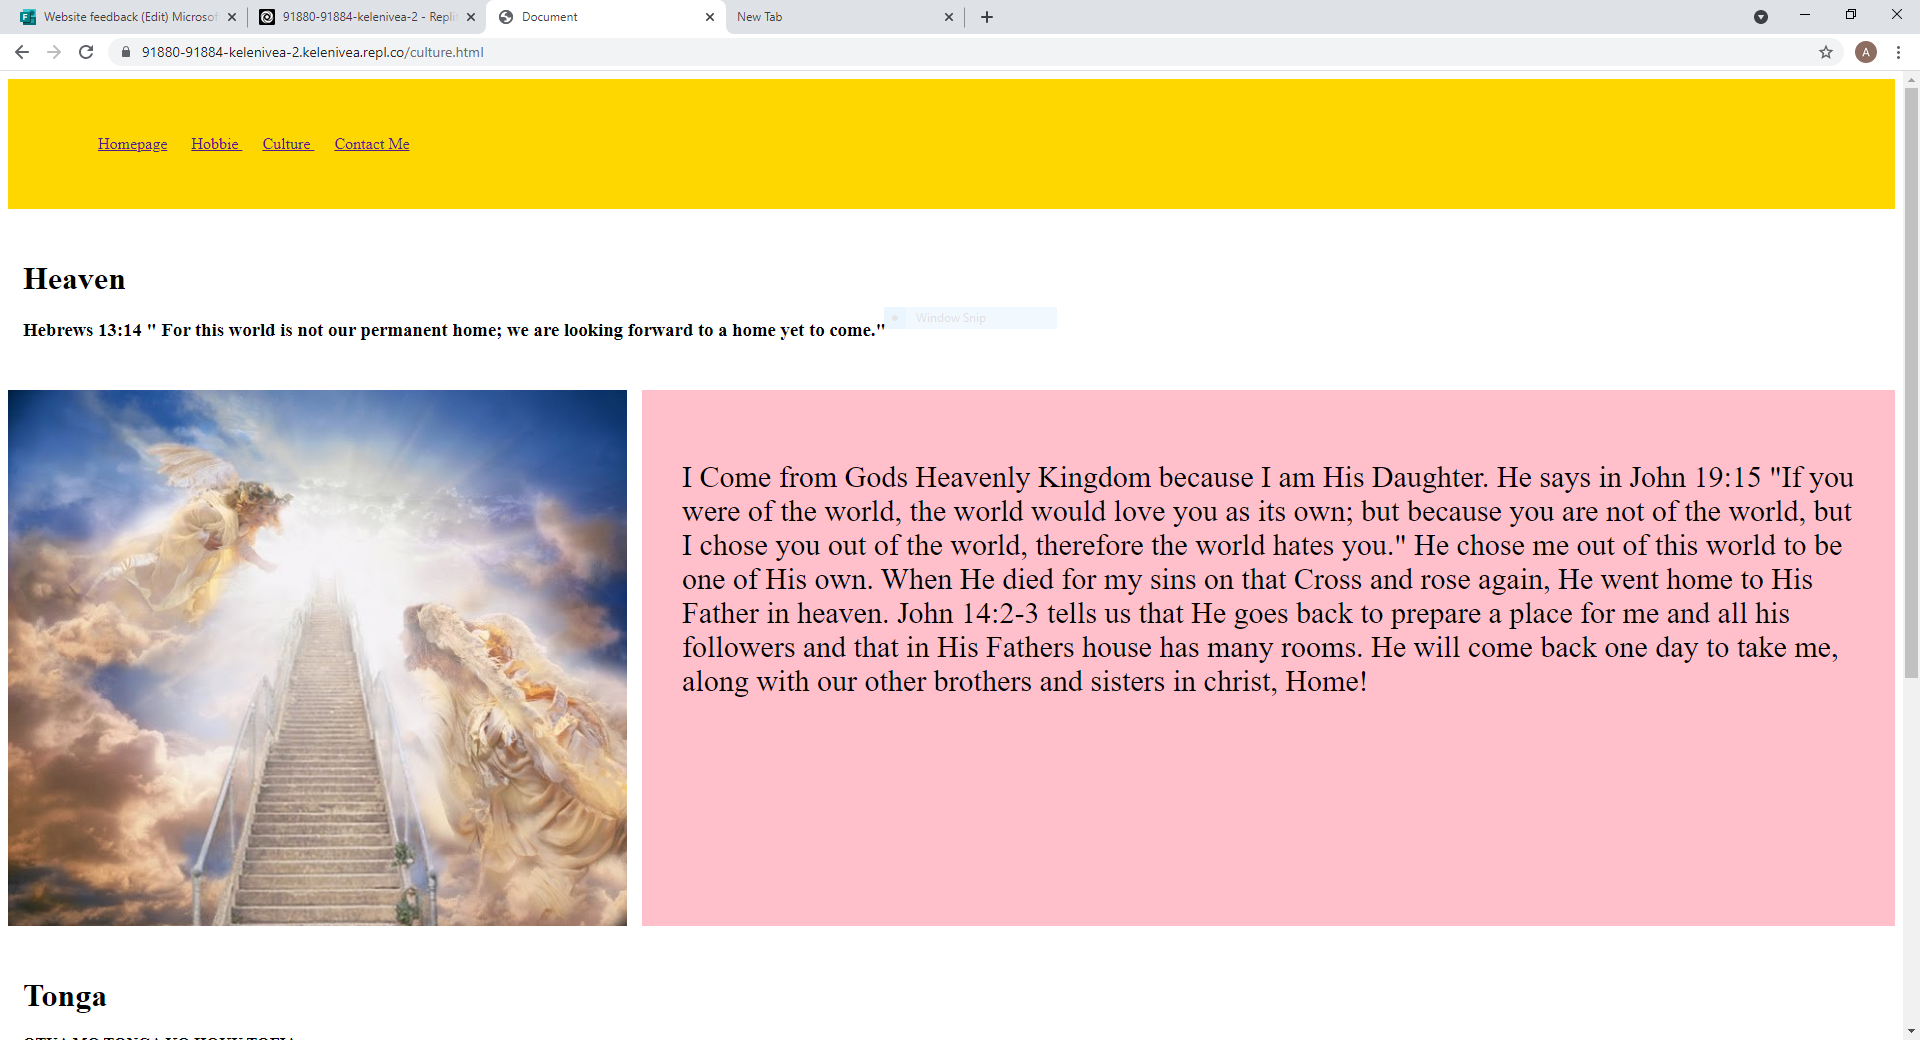 Website feedback (Edit) Microsof
91880-91884-kelenivea-2 - Replit
Document
New Tab
91880-91884-kelenivea-2.kelenivea.repl.co/culture.html
A
Homepage Hobbie Culture Contact Me
Heaven
Hebrews 13:14 " For this world is not our permanent home; we are looking forward to a home yet to come."
Window Snip
I Come from Gods Heavenly Kingdom because I am His Daughter. He says in John 19:15 "If you
were of the world, the world would love you as its own; but because you are not of the world, but
I chose you out of the world, therefore the world hates you." He chose me out of this world to be
one of His own. When He died for my sins on that Cross and rose again, He went home to His
Father in heaven. John 14:2-3 tells us that He goes back to prepare a place for me and all his
followers and that in His Fathers house has many rooms. He will come back one day to take me,
along with our other brothers and sisters in christ, Home!
Tonga